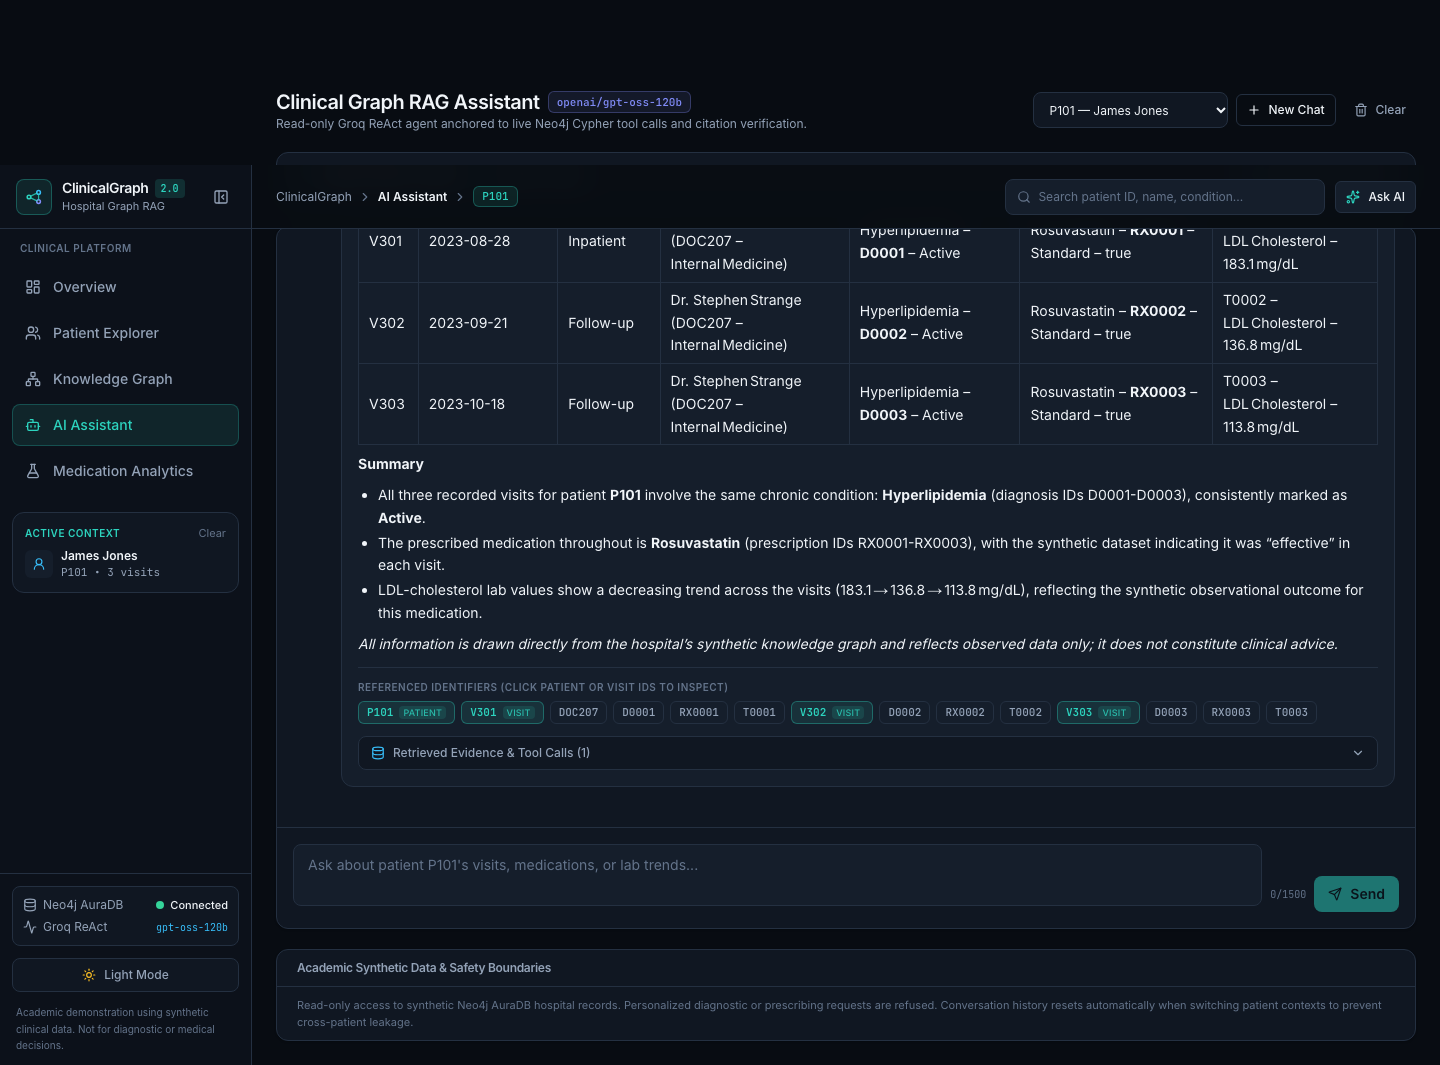 Clinical Graph RAG Assistant openai/gpt-oss-120b
Read-only Groq ReAct agent anchored to live Neo4j Cypher tool calls and citation verification.
P101 — James Jones
New Chat
Clear
ClinicalGraph 2.0
Hospital Graph RAG
ClinicalGraph > AI Assistant > P101
Search patient ID, name, condition...
Ask AI
CLINICAL PLATFORM
Overview
Patient Explorer
Knowledge Graph
AI Assistant
Medication Analytics
ACTIVE CONTEXT Clear
James Jones
P101 • 3 visits
Neo4j AuraDB Connected
Groq ReAct gpt-oss-120b
Light Mode
Academic demonstration using synthetic
clinical data. Not for diagnostic or medical
decisions.
V301
2023-08-28
Inpatient
(DOC207 –
Internal Medicine)
Hyperlipidemia –
D0001 – Active
Rosuvastatin – RX0001 –
Standard – true
LDL Cholesterol –
183.1 mg/dL
V302
2023-09-21
Follow-up
Dr. Stephen Strange
(DOC207 –
Internal Medicine)
Hyperlipidemia –
D0002 – Active
Rosuvastatin – RX0002 –
Standard – true
T0002 –
LDL Cholesterol –
136.8 mg/dL
V303
2023-10-18
Follow-up
Dr. Stephen Strange
(DOC207 –
Internal Medicine)
Hyperlipidemia –
D0003 – Active
Rosuvastatin – RX0003 –
Standard – true
T0003 –
LDL Cholesterol –
113.8 mg/dL
Summary
• All three recorded visits for patient P101 involve the same chronic condition: Hyperlipidemia (diagnosis IDs D0001-D0003), consistently marked as
Active.
• The prescribed medication throughout is Rosuvastatin (prescription IDs RX0001-RX0003), with the synthetic dataset indicating it was “effective” in
each visit.
• LDL-cholesterol lab values show a decreasing trend across the visits (183.1 → 136.8 → 113.8 mg/dL), reflecting the synthetic observational outcome for
this medication.
All information is drawn directly from the hospital’s synthetic knowledge graph and reflects observed data only; it does not constitute clinical advice.
REFERENCED IDENTIFIERS (CLICK PATIENT OR VISIT IDS TO INSPECT)
P101 PATIENT V301 VISIT DOC207 D0001 RX0001 T0001 V302 VISIT D0002 RX0002 T0002 V303 VISIT D0003 RX0003 T0003
Retrieved Evidence & Tool Calls (1)
Ask about patient P101's visits, medications, or lab trends...
0/1500
Send
Academic Synthetic Data & Safety Boundaries
Read-only access to synthetic Neo4j AuraDB hospital records. Personalized diagnostic or prescribing requests are refused. Conversation history resets automatically when switching patient contexts to prevent
cross-patient leakage.